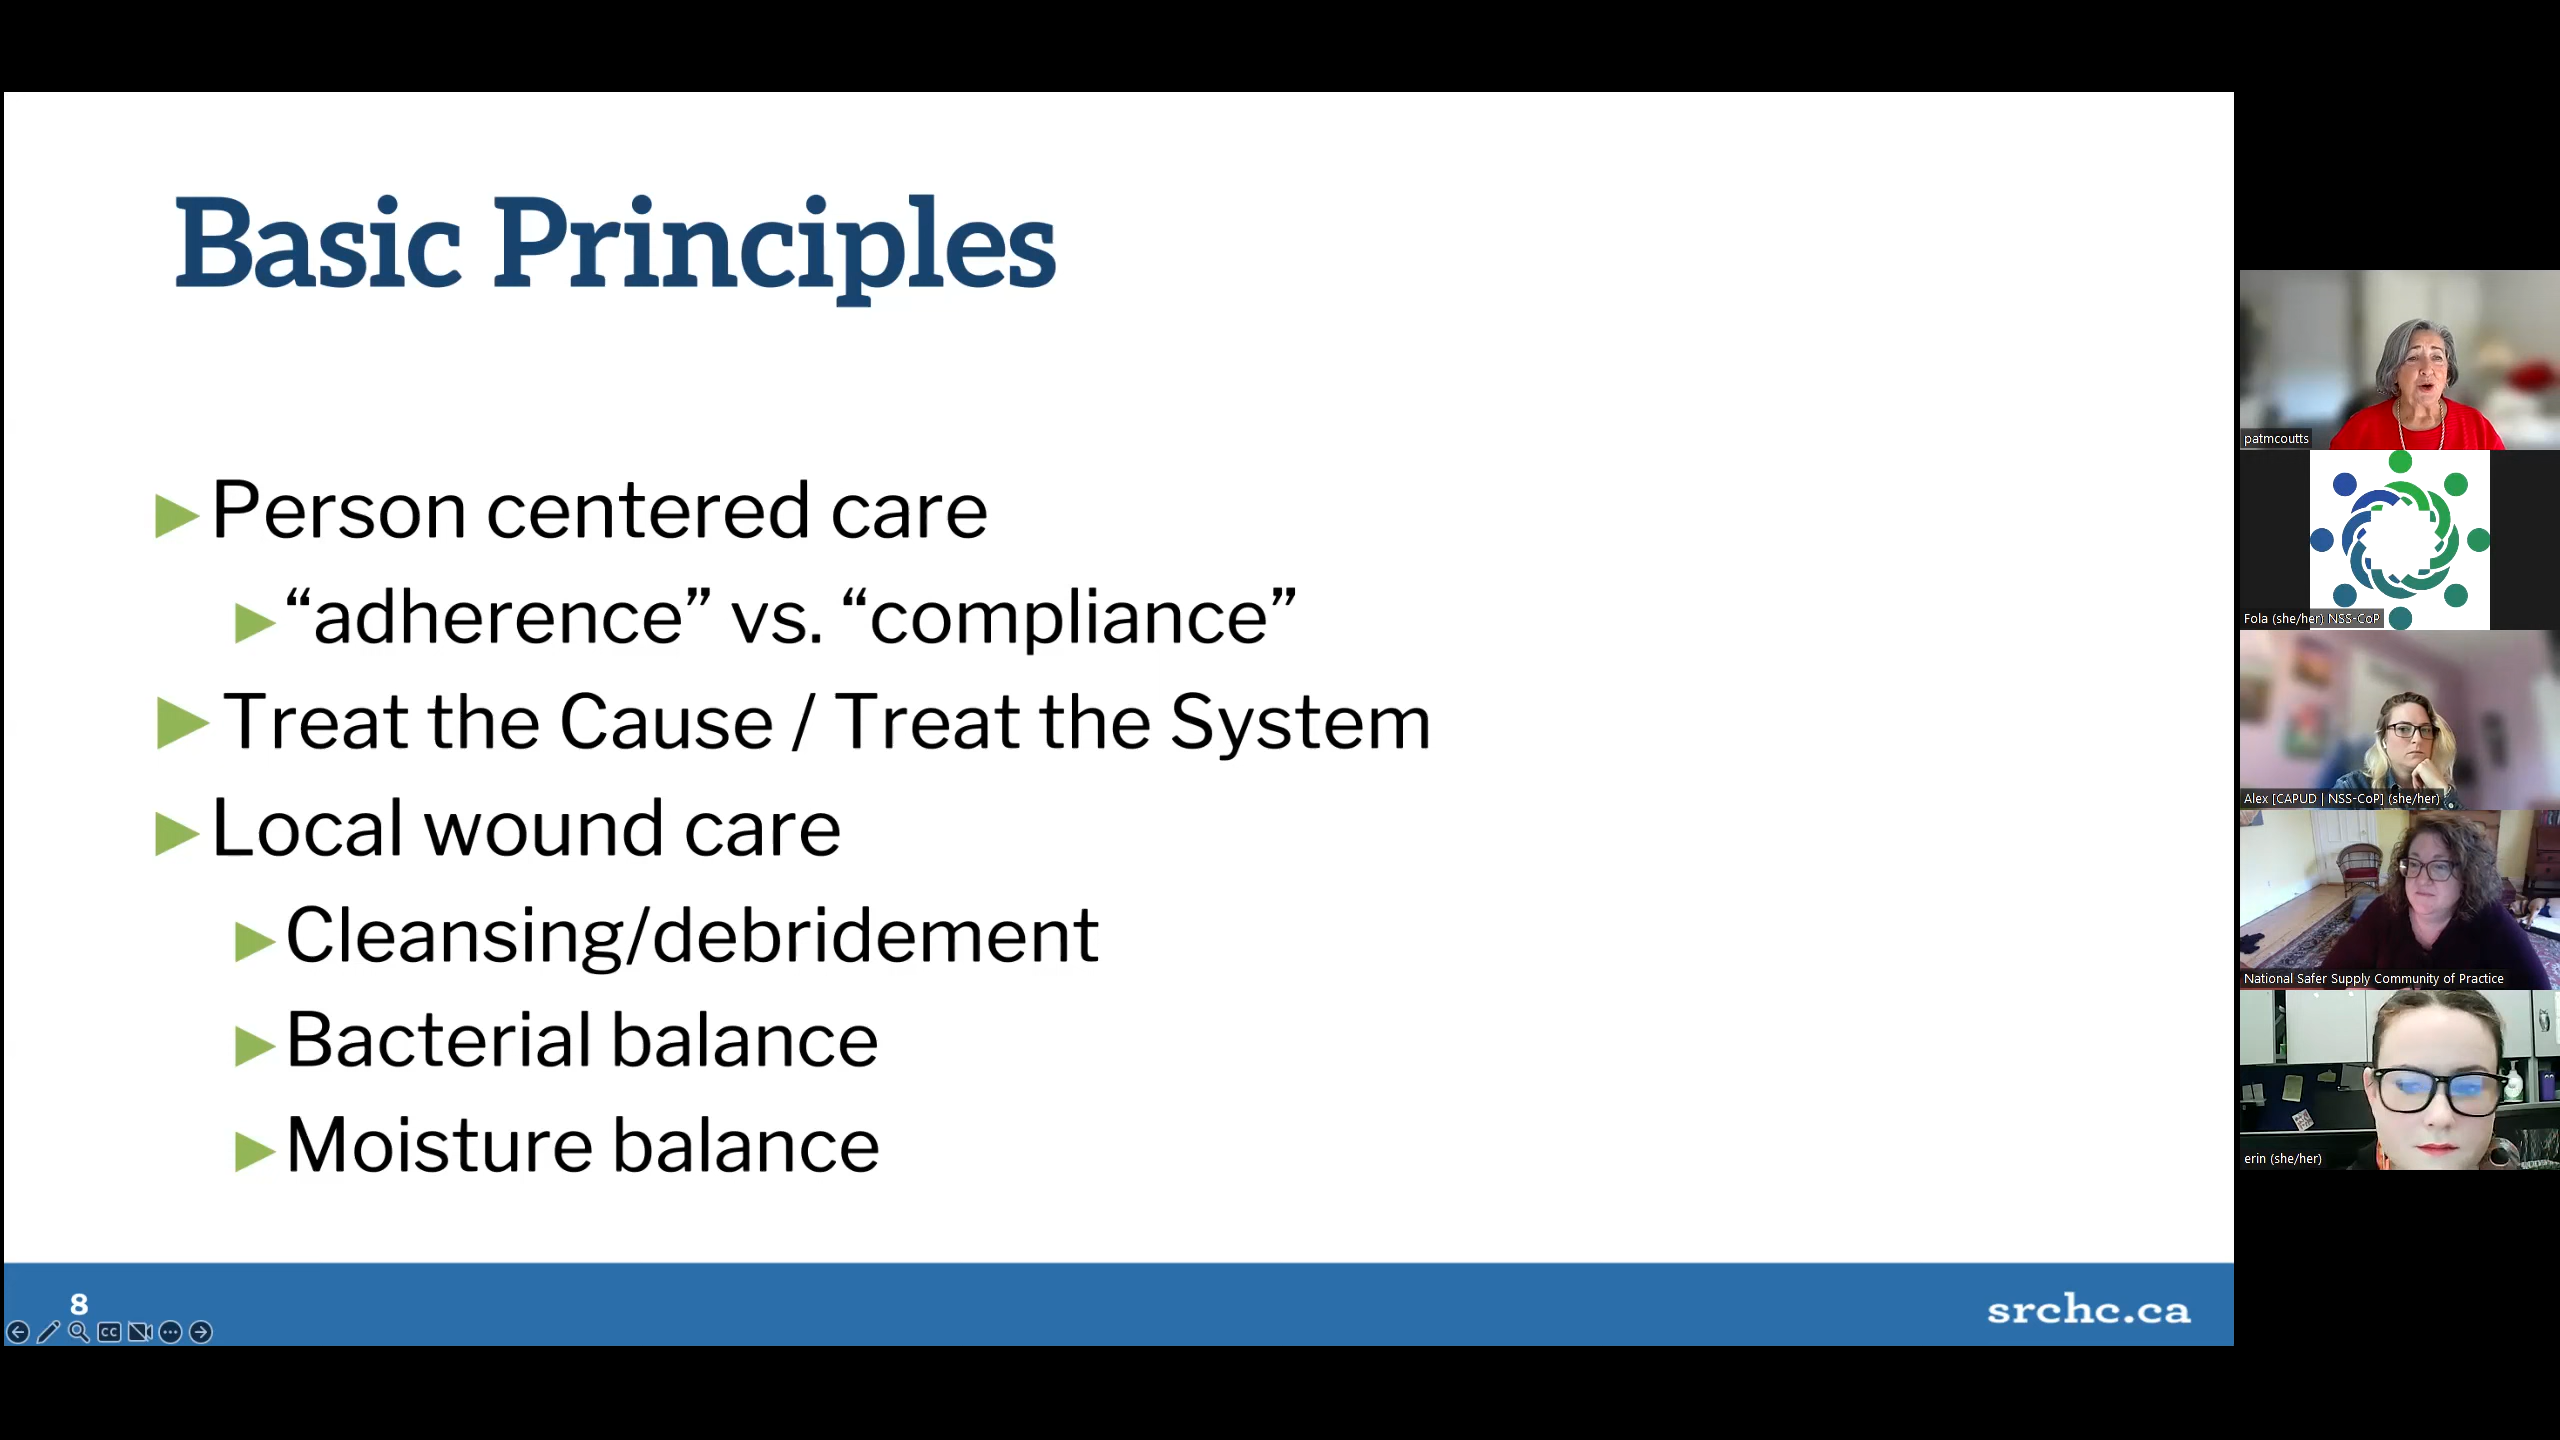 Basic Principles
Person centered care
“adherence” vs. “compliance”
Treat the Cause / Treat the System
Local wound care
Cleansing/debridement
Bacterial balance
Moisture balance
8
CC
srchc.ca
patmcoutts
Fola (she/her) NSS-CoP
Alex [CAPUD | NSS-CoP] (she/her)
National Safer Supply Community of Practice
erin (she/her)